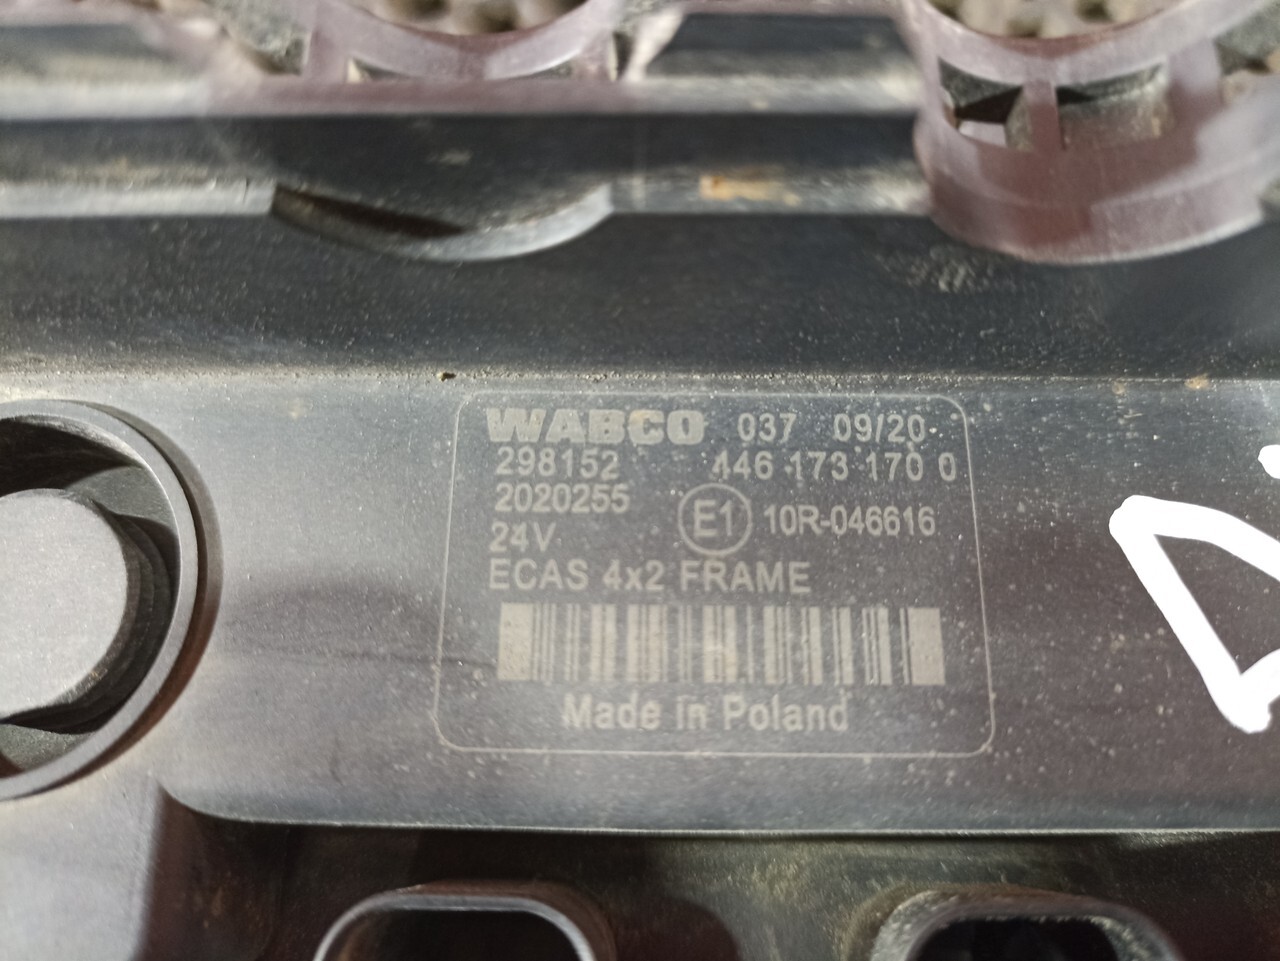 WABCO 037 09/20
298152 446 173 170 0
2020255
24V E1 10R-046616
ECAS 4x2 FRAME
Made in Poland